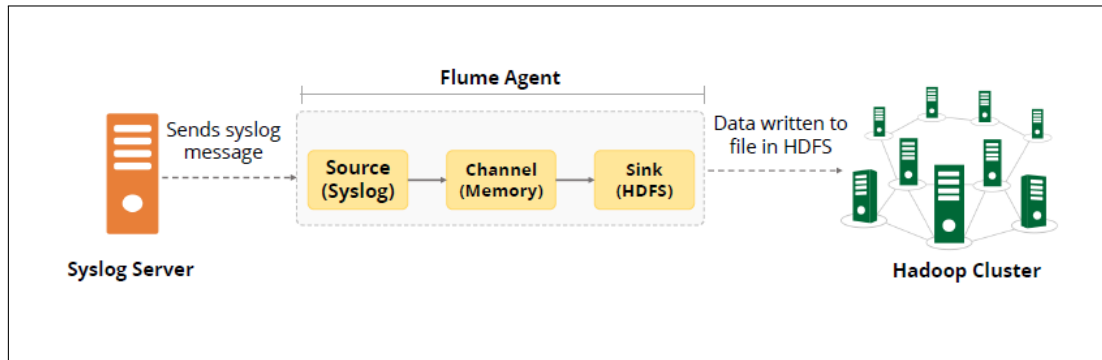 Flume Agent
Sends syslog
message
Source
(Syslog)
Channel
(Memory)
Sink
(HDFS)
Data written to
file in HDFS
Syslog Server
Hadoop Cluster